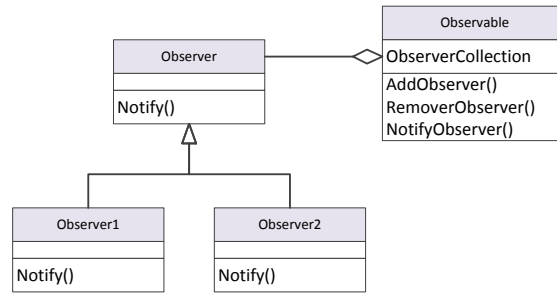 Observable
ObserverCollection
AddObserver()
RemoverObserver()
NotifyObserver()
Observer
Notify()
Observer1
Notify()
Observer2
Notify()